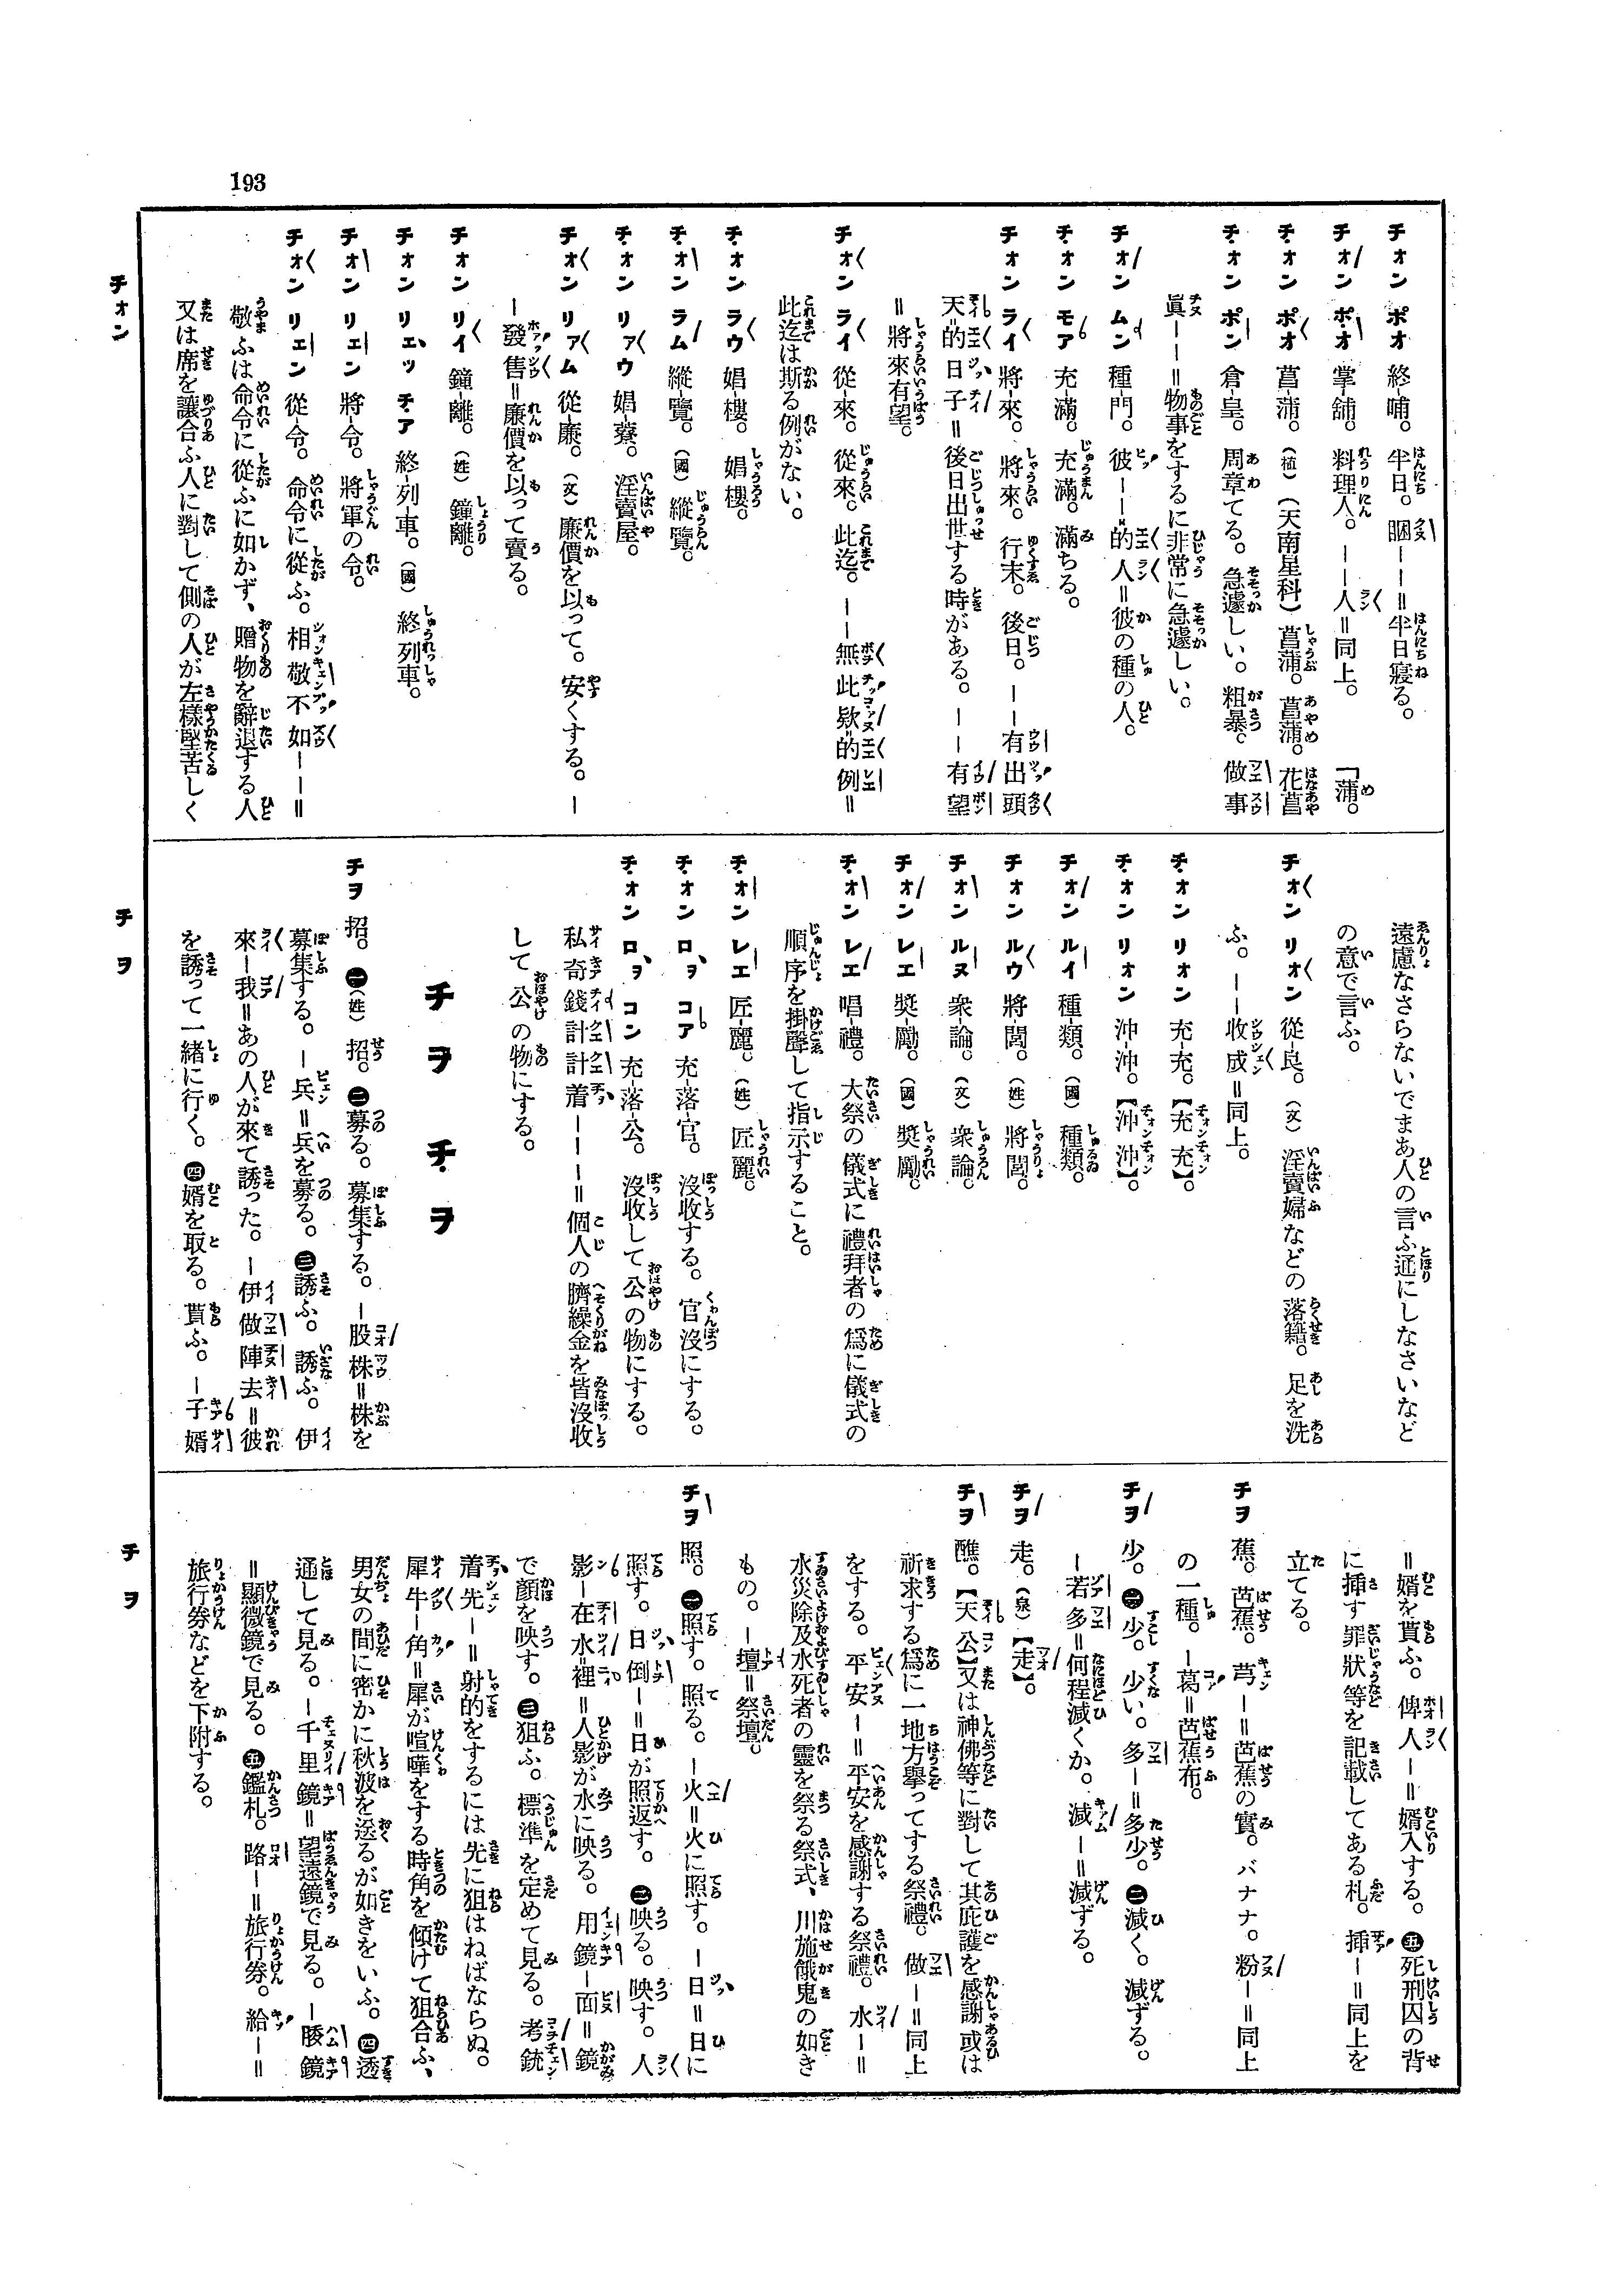 193
チオン ポオ 終-晡。半日。睏－－＝半日寢る。
チオン ポオ 掌-舖。料理人。－－人＝同上。「蒲。
チオン ポオ 菖-蒲。(植)(天南星科)菖蒲。菖蒲。花菖
チオン ポン 倉-皇。周章てる。急遽しい。粗暴。做事
眞－－＝物事をするに非常に急遽しい。
チオン ムン 種-門。彼－－的人＝彼の種の人。
チオン モア 充-滿。充滿。滿ちる。
チオン ライ 將-來。將來。行末。後日。－－有出頭
天的日子＝後日出世する時がある。－－有望
＝將來有望。
チオン ライ 從-來。從來。此迄。－－無此欵的例＝
此迄は斯る例がない。
チオン ラウ 娼-樓。娼樓。
チオン ラム 縱-覽。(國)縱覽。
チオン リアウ 娼-藔。淫賣屋。
チオン リアム 從-廉。(文)廉價を以って。安くする。－
－發售＝廉價を以って賣る。
チオン リイ 鐘-離。(姓)鐘離。
チオン リエッ チア 終-列-車。(國)終列車。
チオン リエン 將-令。將軍の令。
チオン リエン 從-令。命令に從ふ。相敬不如－－＝
敬ふは命令に從ふに如かず、贈物を辭退する人
又は席を讓合ふ人に對して側の人が左樣堅苦しく
遠慮なさらないでまあ人の言ふ通にしなさいなど
の意で言ふ。
チオン リオン 從-良。(文)淫賣婦などの落籍。足を洗
ふ。－－收成＝同上。
チオン リオン 充-充。【充充】。
チオン リオン 沖-沖。【沖沖】。
チオン ルイ 種-類。(國)種類。
チオン ルウ 將-閭。(姓)將閭。
チオン ルヌ 衆-論。(文)衆論。
チオン レエ 奬-勵。(國)奬勵。
チオン レエ 唱-禮。大祭の儀式に禮拜者の爲に儀式の
順序を掛聲して指示すること。
チオン レエ 匠-麗。(姓)匠麗。
チオン ロヲ コア 充-落-官。沒收する。官沒にする。
チオン ロヲ コン 充-落-公。沒收して公の物にする。
私奇錢計計着－－－＝個人の臍繰金を皆沒收
して公の物にする。
チヲ チヲ
チヲ 招。㊀(姓)招。㊁募る。募集する。－股株＝株を
募集する。－兵＝兵を募る。㊂誘ふ。誘ふ。伊
來－我＝あの人が來て誘った。－伊做陣去＝彼
を誘って一緖に行く。㊃婿を取る。貰ふ。－子婿
＝婿を貰ふ。俾人－＝婿入する。㊄死刑囚の背
に揷す罪狀等を記載してある札。揷－＝同上を
立てる。
チヲ 蕉。芭蕉。芎－＝芭蕉の實。バナナ。粉－＝同上
の一種。－葛＝芭蕉布。
チヲ 少。㊀少。少い。多－＝多少。㊁減く。減ずる。
－若多＝何程減くか。減－＝減ずる。
チヲ 走。(泉)【走】。
チヲ 醮。【天公】又は神佛等に對して其庇護を感謝或は
祈求する爲に一地方擧ってする祭禮。做－＝同上
をする。平安－＝平安を感謝する祭禮。水－＝
水災除及水死者の靈を祭る祭式、川施餓鬼の如き
もの。－壇＝祭壇。
チヲ 照。㊀照す。照る。－火＝火に照す。－日＝日に
照す。日倒－＝日が照返す。㊁映る。映す。人
影－在水裡＝人影が水に映る。用鏡－面＝鏡
で顏を映す。㊂狙ふ。標準を定めて見る。考銃
着先－＝射的をするには先に狙はねばならぬ。
犀牛－角＝犀が喧嘩をする時角を傾けて狙合ふ、
男女の間に密かに秋波を送るが如きをいふ。㊃透
通して見る。－千里鏡＝望遠鏡で見る。－䐺鏡
＝顯微鏡で見る。㊄鑑札。路－＝旅行券。給－＝
旅行券などを下附する。
チオン
チヲ
チヲ